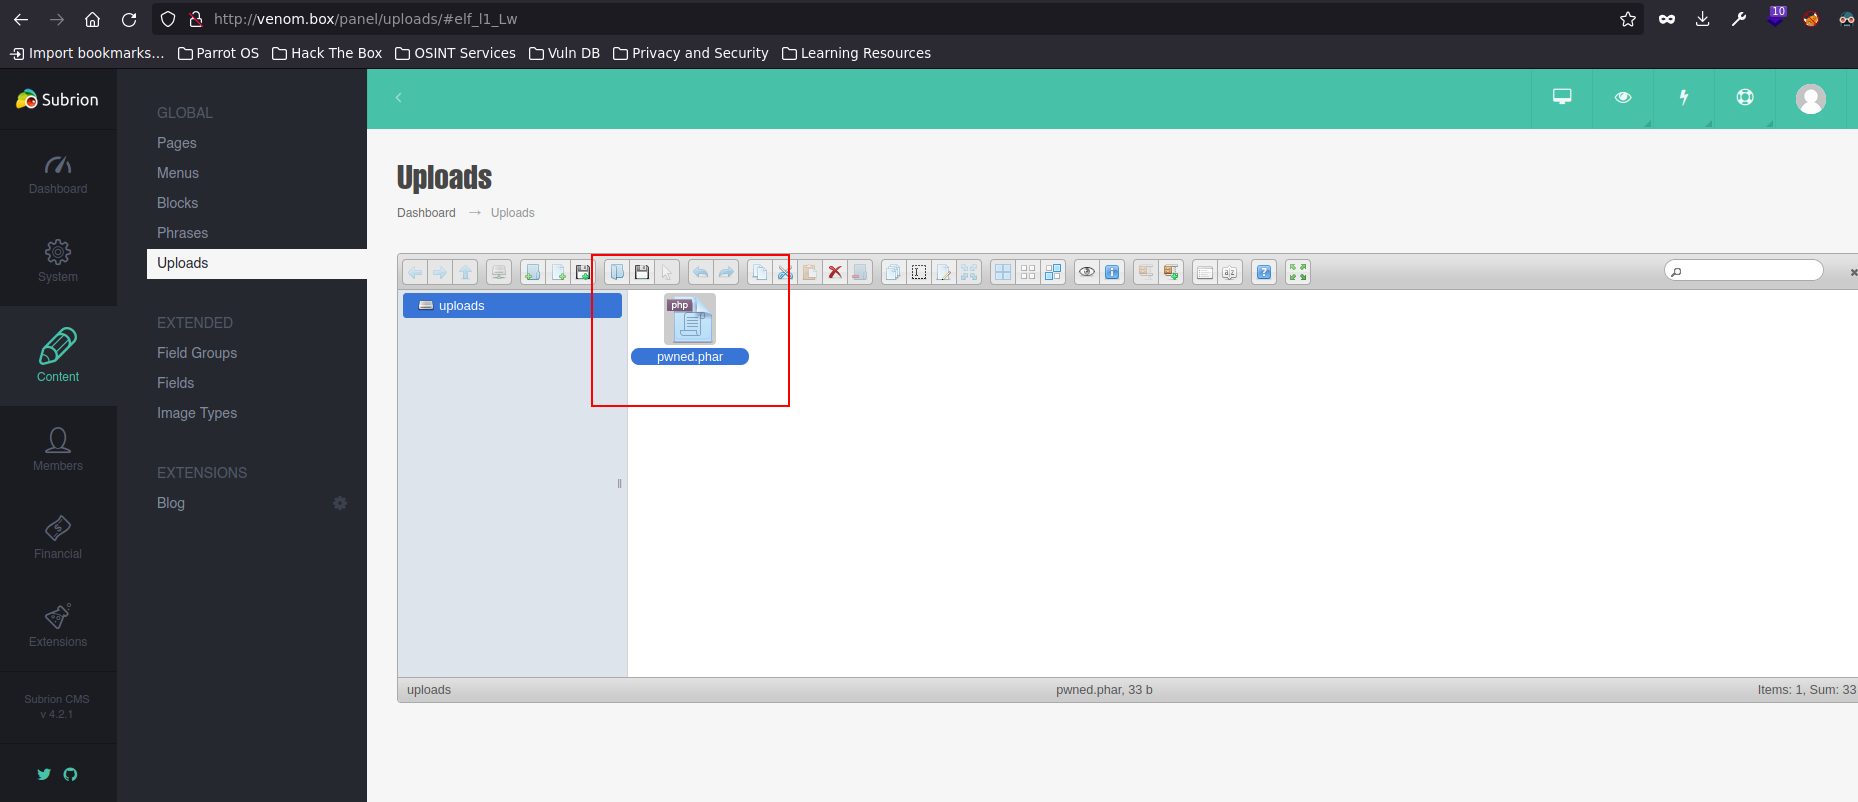 http://venom.box/panel/uploads/#elf_l1_Lw
10
Import bookmarks... Parrot OS Hack The Box OSINT Services Vuln DB Privacy and Security Learning Resources
Subrion
Dashboard
System
Content
Members
Financial
Extensions
Subrion CMS
v 4.2.1
GLOBAL
Pages
Menus
Blocks
Phrases
Uploads
EXTENDED
Field Groups
Fields
Image Types
EXTENSIONS
Blog
Uploads
Dashboard → Uploads
uploads
php
pwned.phar
uploads pwned.phar, 33 b Items: 1, Sum: 33